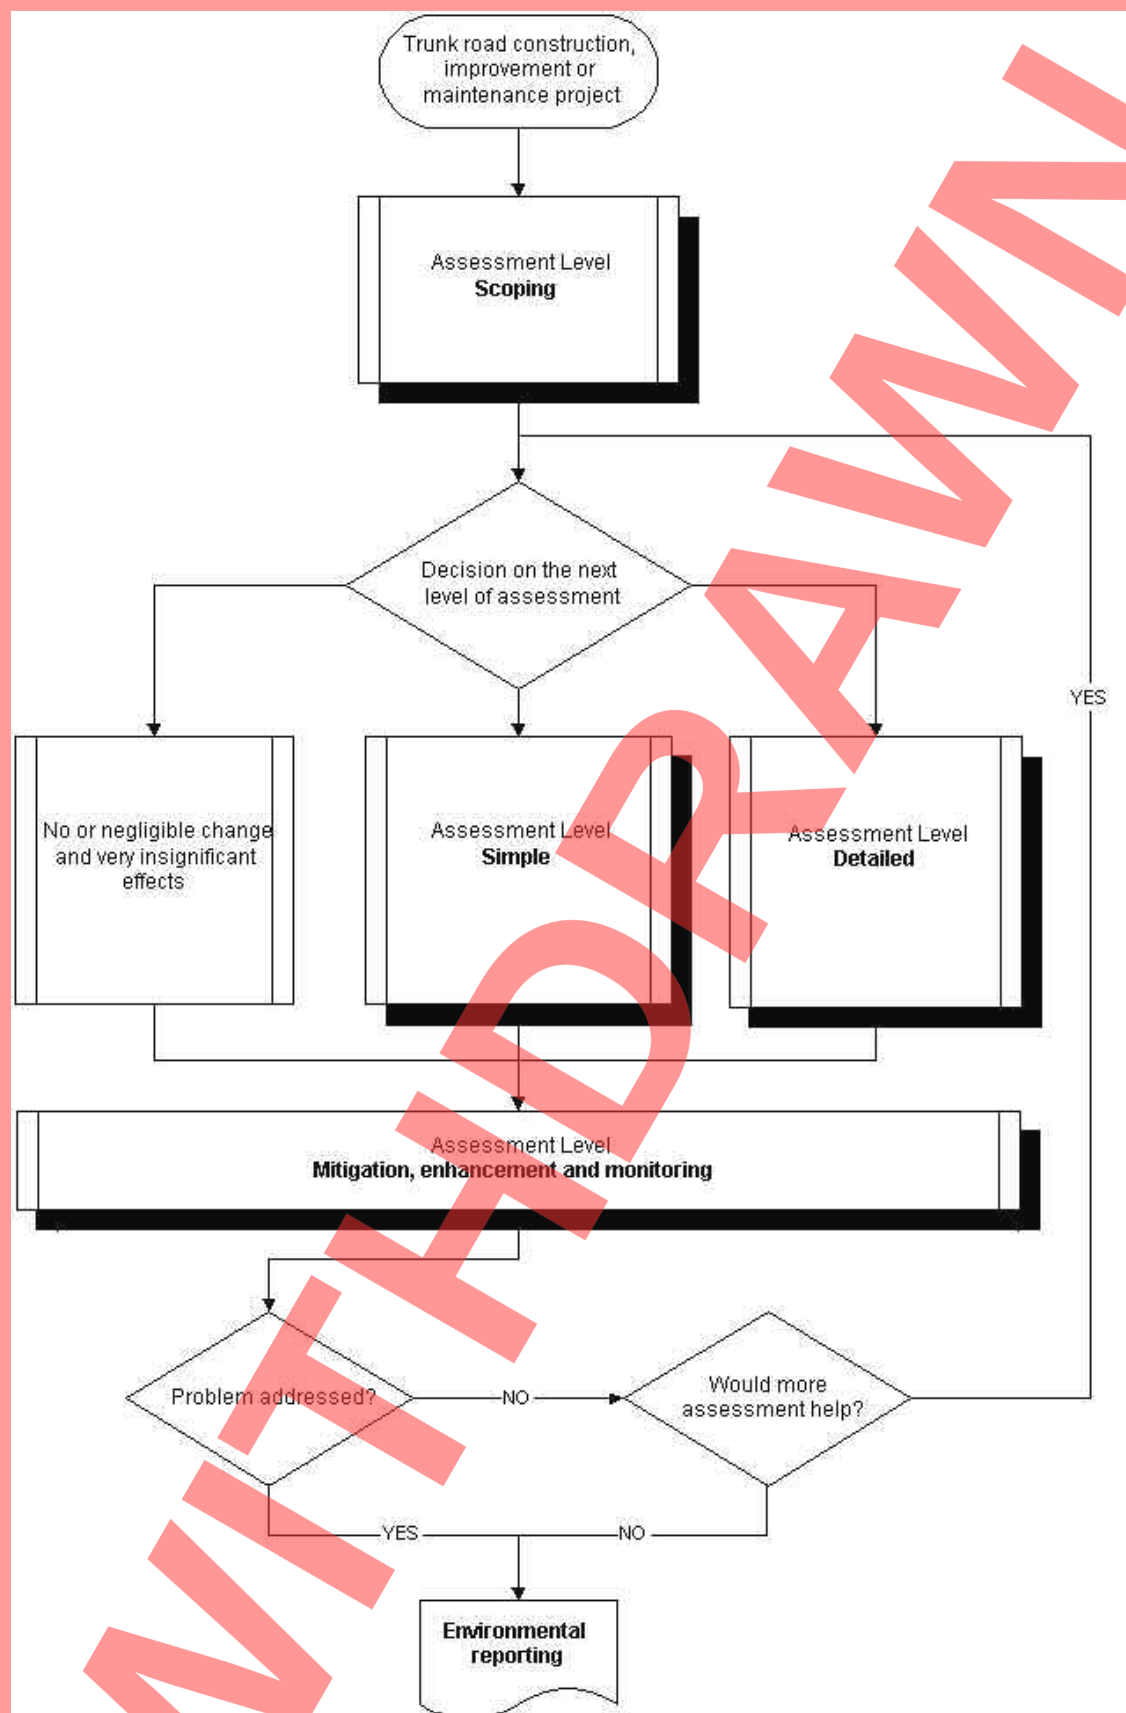 Trunk road construction,
improvement or
maintenance project
Assessment Level
Scoping
Decision on the next
level of assessment
YES
No or negligible change
and very insignificant
effects
Assessment Level
Simple
Assessment Level
Detailed
Assessment Level
Mitigation, enhancement and monitoring
Problem addressed?
NO
Would more
assessment help?
YES
NO
Environmental
reporting
WITHDRAWN